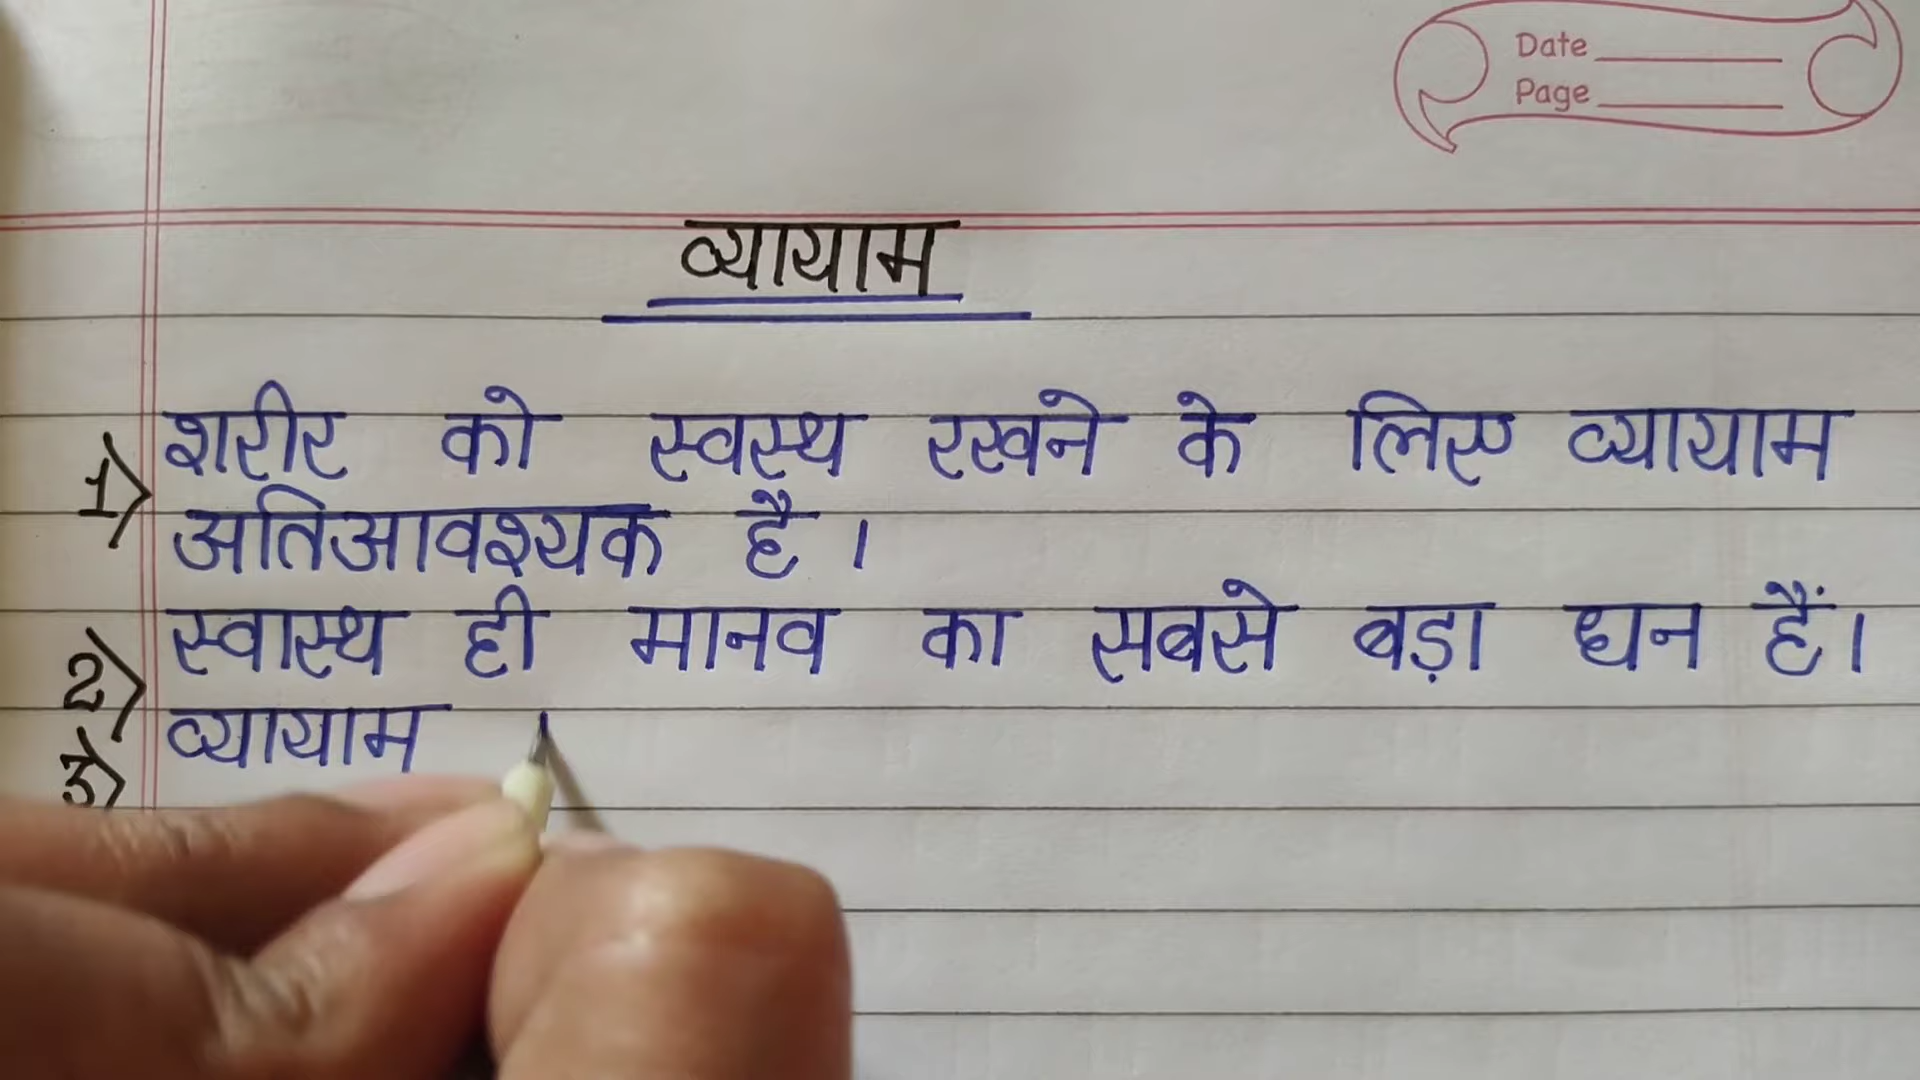 Date
Page
व्यायाम
1) शरीर को स्वस्थ रखने के लिए व्यायाम
अतिआवश्यक है।
2) स्वास्थ ही मानव का सबसे बड़ा धन हैं।
3) व्यायाम